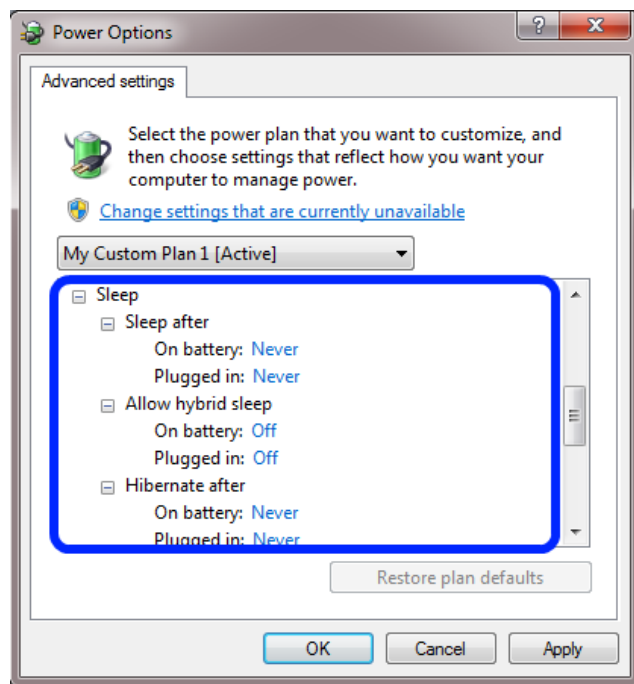 Power Options
Advanced settings
Select the power plan that you want to customize, and
then choose settings that reflect how you want your
computer to manage power.
Change settings that are currently unavailable
My Custom Plan 1 [Active]
Sleep
Sleep after
On battery: Never
Plugged in: Never
Allow hybrid sleep
On battery: Off
Plugged in: Off
Hibernate after
On battery: Never
Plugged in: Never
Restore plan defaults
OK Cancel Apply